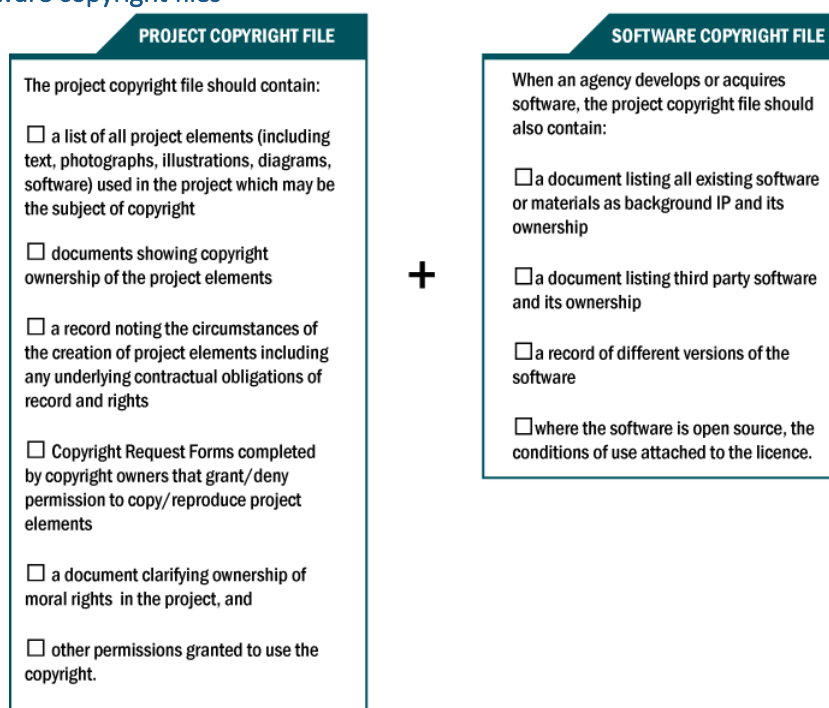 ware copyright files
PROJECT COPYRIGHT FILE
The project copyright file should contain:
☐ a list of all project elements (including
text, photographs, illustrations, diagrams,
software) used in the project which may be
the subject of copyright
☐ documents showing copyright
ownership of the project elements
☐ a record noting the circumstances of
the creation of project elements including
any underlying contractual obligations of
record and rights
☐ Copyright Request Forms completed
by copyright owners that grant/deny
permission to copy/reproduce project
elements
☐ a document clarifying ownership of
moral rights in the project, and
☐ other permissions granted to use the
copyright.
+
SOFTWARE COPYRIGHT FILE
When an agency develops or acquires
software, the project copyright file should
also contain:
☐a document listing all existing software
or materials as background IP and its
ownership
☐a document listing third party software
and its ownership
☐a record of different versions of the
software
☐where the software is open source, the
conditions of use attached to the licence.